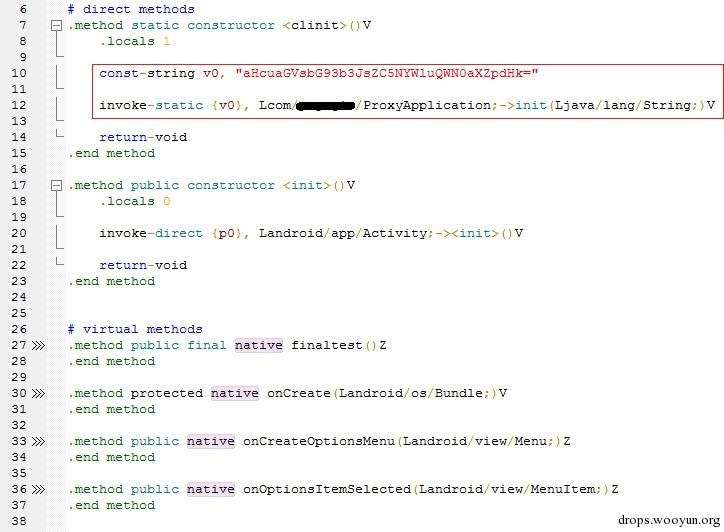 6 # direct methods
7 .method static constructor <clinit>()V
8 .locals 1
9
10 const-string v0, "aHcuaGVsbG93b3JsZC5NYWluQWN0aXZpdHk="
11
12 invoke-static {v0}, Lcom/ /ProxyApplication;->init(Ljava/lang/String;)V
13
14 return-void
15 .end method
16
17 .method public constructor <init>()V
18 .locals 0
19
20 invoke-direct {p0}, Landroid/app/Activity;-><init>()V
21
22 return-void
23 .end method
24
25
26 # virtual methods
27 .method public final native finaltest()Z
28 .end method
29
30 .method protected native onCreate(Landroid/os/Bundle;)V
31 .end method
32
33 .method public native onCreateOptionsMenu(Landroid/view/Menu;)Z
34 .end method
35
36 .method public native onOptionsItemSelected(Landroid/view/MenuItem;)Z
37 .end method
38
drops.wooyun.org